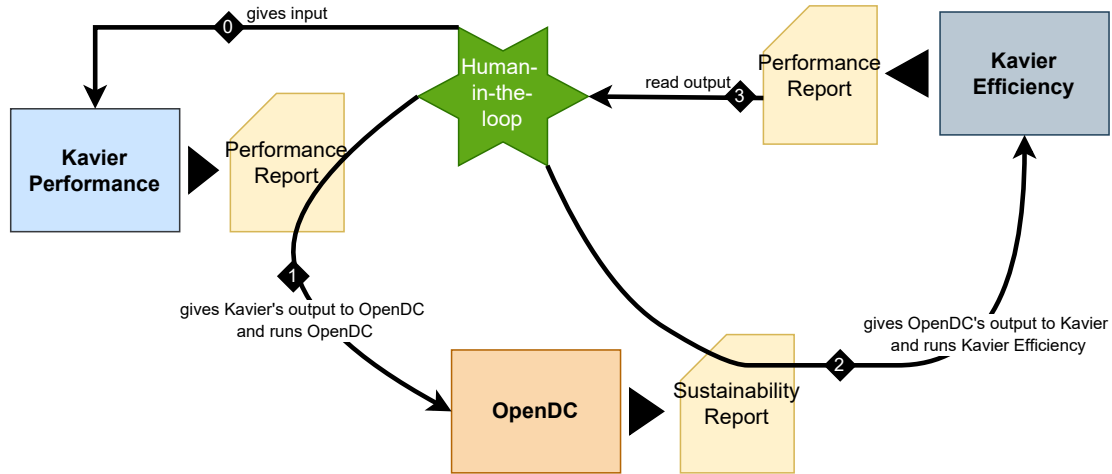 0
gives input
Human-
in-the-
loop
Performance
Report
Kavier
Efficiency
read output
3
Kavier
Performance
Performance
Report
1
gives Kavier's output to OpenDC
and runs OpenDC
gives OpenDC's output to Kavier
and runs Kavier Efficiency
2
OpenDC
Sustainability
Report